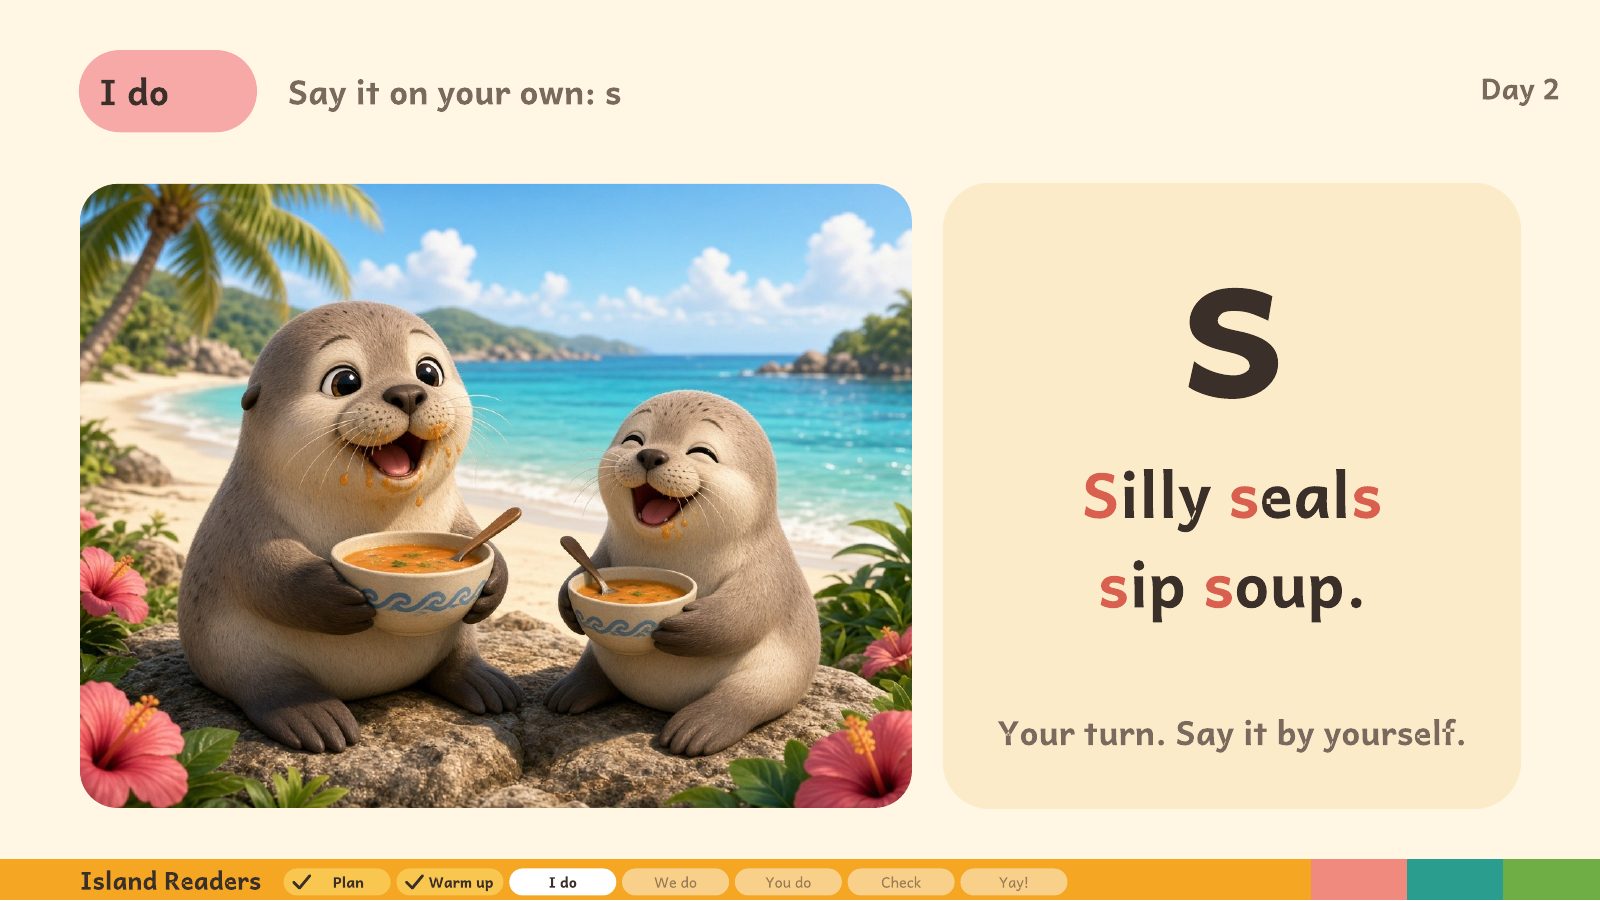 I do
Say it on your own: s
Day 2
s
Silly seals
sip soup.
Your turn. Say it by yourself.
Island Readers
Plan
Warm up
I do
We do
You do
Check
Yay!